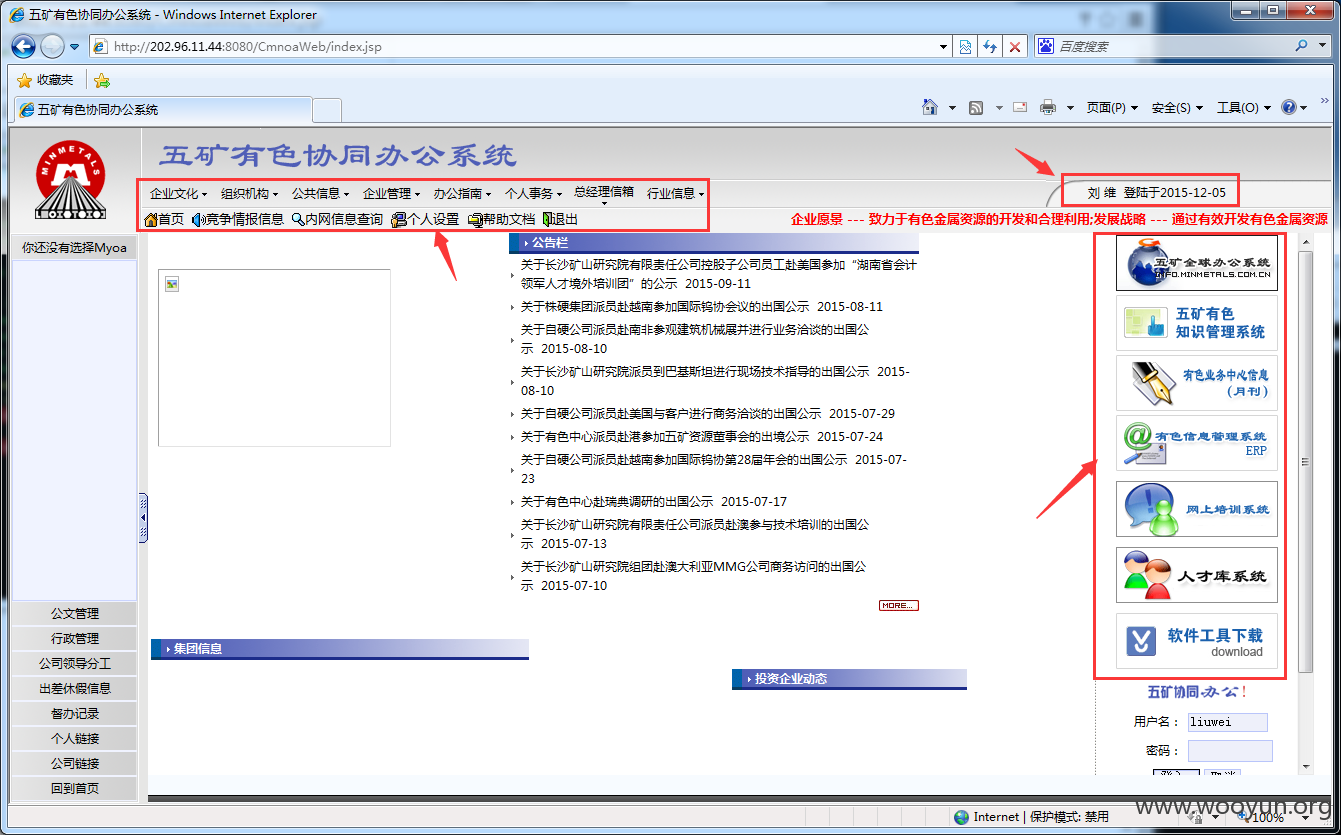 五矿有色协同办公系统 - Windows Internet Explorer
http://202.96.11.44:8080/CmnoaWeb/index.jsp
百度搜索
收藏夹
五矿有色协同办公系统
页面(P) 安全(S) 工具(O)
MINMETALS
五矿有色协同办公系统
企业文化 组织机构 公共信息 企业管理 办公指南 个人事务 总经理信箱 行业信息
刘 维 登陆于2015-12-05
首页 竞争情报信息 内网信息查询 个人设置 帮助文档 退出
企业愿景 --- 致力于有色金属资源的开发和合理利用;发展战略 --- 通过有效开发有色金属资源
你还没有选择Myoa
公文管理
行政管理
公司领导分工
出差休假信息
督办记录
个人链接
公司链接
回到首页
公告栏
关于长沙矿山研究院有限责任公司控股子公司员工赴美国参加“湖南省会计
领军人才境外培训团”的公示 2015-09-11
关于株硬集团派员赴越南参加国际钨协会议的出国公示 2015-08-11
关于自硬公司派员赴南非参观建筑机械展并进行业务洽谈的出国公
示 2015-08-10
关于长沙矿山研究院派员到巴基斯坦进行现场技术指导的出国公示 2015-
08-10
关于自硬公司派员赴美国与客户进行商务洽谈的出国公示 2015-07-29
关于有色中心派员赴港参加五矿资源董事会的出境公示 2015-07-24
关于自硬公司派员赴越南参加国际钨协第28届年会的出国公示 2015-07-
23
关于有色中心赴瑞典调研的出国公示 2015-07-17
关于长沙矿山研究院有限责任公司派员赴澳参与技术培训的出国公
示 2015-07-13
关于长沙矿山研究院组团赴澳大利亚MMG公司商务访问的出国公
示 2015-07-10
MORE...
集团信息
投资企业动态
五矿全球办公系统
INFO.MINMETALS.COM.CN
五矿有色
知识管理系统
有色业务中心信息
(月刊)
有色信息管理系统
ERP
网上培训系统
人才库系统
软件工具下载
download
五矿协同办公!
用户名： liuwei
密码：
www.wooyun.org
Internet | 保护模式: 禁用
100%